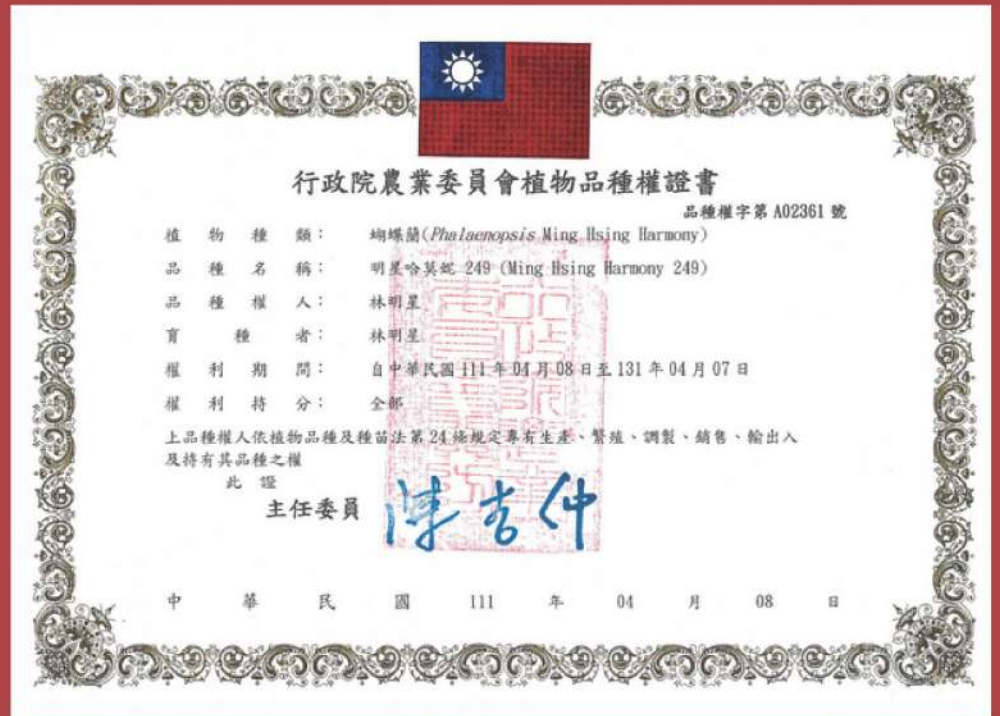 行政院農業委員會植物品種權證書
品種權字第 A02361 號
植物種類： 蝴蝶蘭(Phalaenopsis Ming Hsing Harmony)
品種名稱： 明星哈莫妮 249 (Ming Hsing Harmony 249)
品種權人： 林明星
育種者： 林明星
權利期間： 自中華民國 111 年 04 月 08 日至 131 年 04 月 07 日
權利持分： 全部
上品種權人依植物品種及種苗法第 24 條規定專有生產、繁殖、調製、銷售、輸出入
及持有其品種之權
此證
主任委員 陳吉仲
中華民國 111 年 04 月 08 日